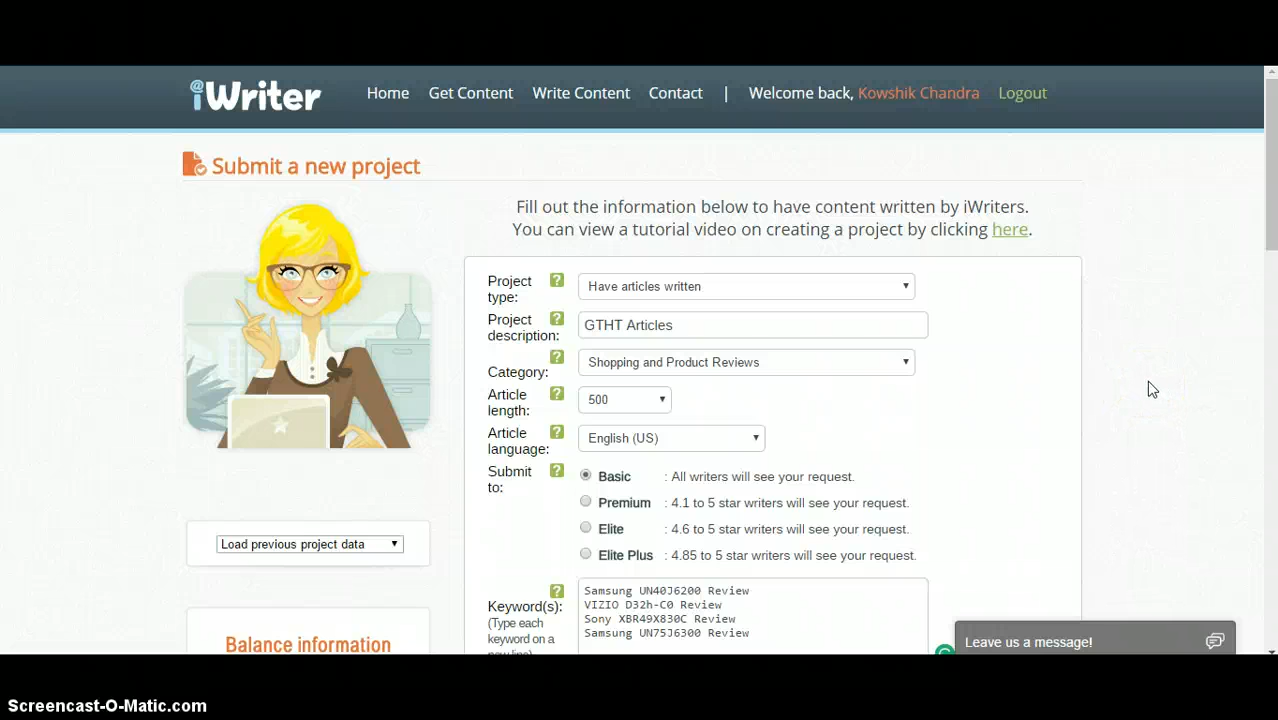 @iWriter
Home Get Content Write Content Contact | Welcome back, Kowshik Chandra Logout
Submit a new project
Fill out the information below to have content written by iWriters.
You can view a tutorial video on creating a project by clicking here.
Project type: ? Have articles written
Project description: ? GTHT Articles
Category: ? Shopping and Product Reviews
Article length: ? 500
Article language: ? English (US)
Submit to: ? Basic : All writers will see your request.
Premium : 4.1 to 5 star writers will see your request.
Elite : 4.6 to 5 star writers will see your request.
Elite Plus : 4.85 to 5 star writers will see your request.
Load previous project data
Keyword(s): ?
(Type each
keyword on a
new line)
Samsung UN40J6200 Review
VIZIO D32h-C0 Review
Sony XBR49X830C Review
Samsung UN75J6300 Review
Balance information
Leave us a message!
Screencast-O-Matic.com